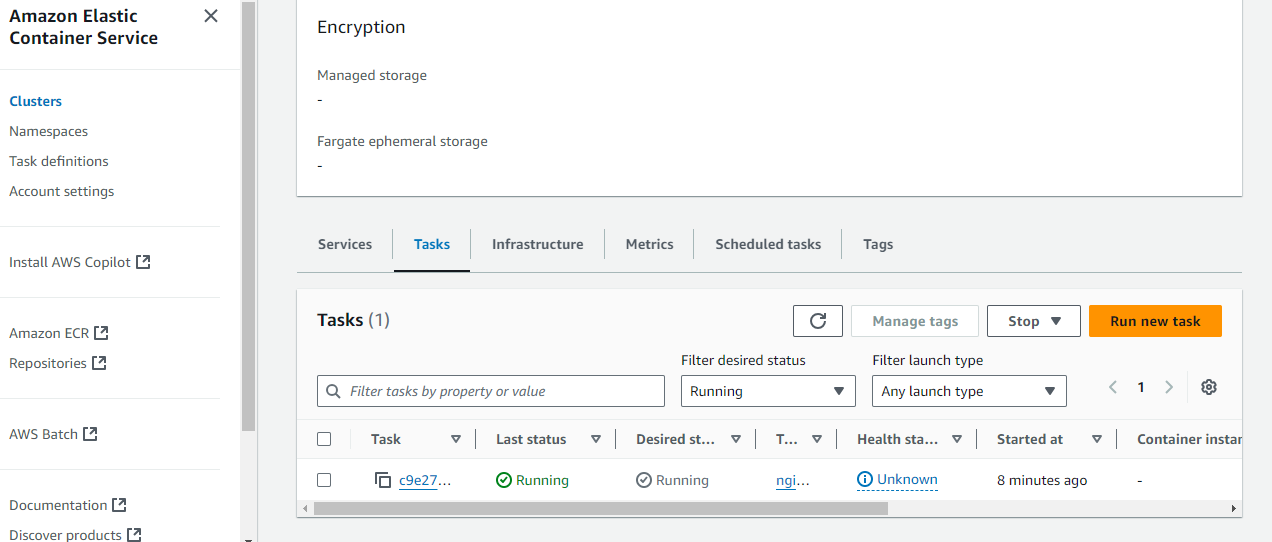 Amazon Elastic
Container Service
Clusters
Namespaces
Task definitions
Account settings
Install AWS Copilot
Amazon ECR
Repositories
AWS Batch
Documentation
Discover products
Encryption
Managed storage
-
Fargate ephemeral storage
-
Services Tasks Infrastructure Metrics Scheduled tasks Tags
Tasks (1)
Manage tags Stop Run new task
Filter desired status Filter launch type
Filter tasks by property or value Running Any launch type 1
Task Last status Desired st... T... Health sta... Started at Container instan
c9e27... Running Running ngi... Unknown 8 minutes ago -